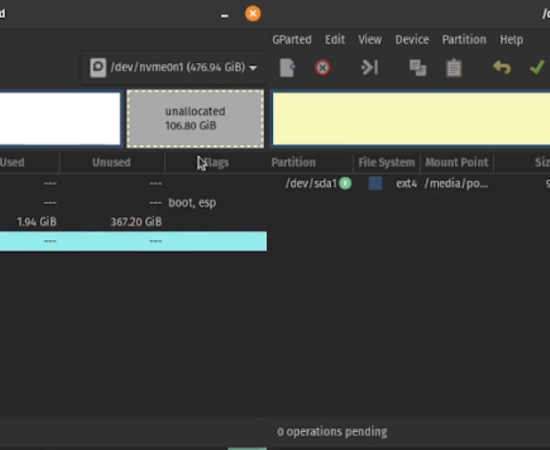 d
/d
GParted Edit View Device Partition Help
/dev/nvme0n1 (476.94 GiB)
unallocated
106.80 GiB
Used Unused Flags
Partition File System Mount Point Siz
--- ---
/dev/sda1 ext4 /media/po...
--- --- boot, esp
1.94 GiB 367.20 GiB
--- ---
0 operations pending